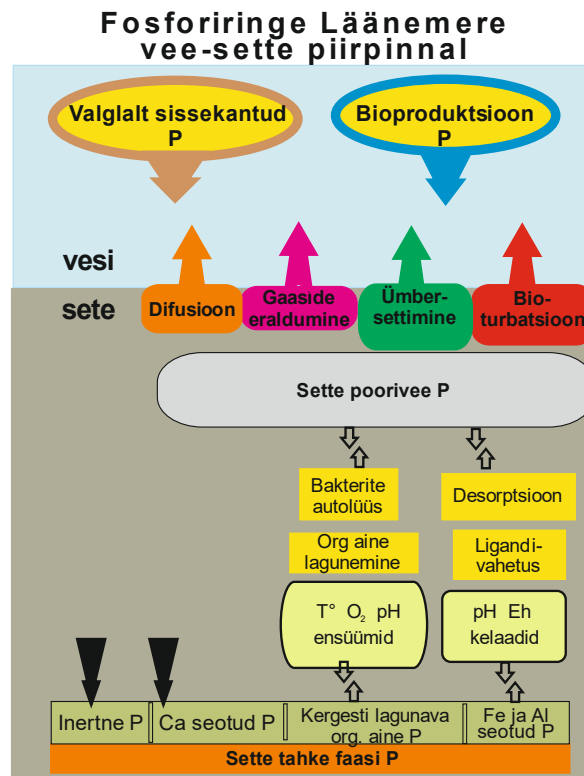 Fosforiringe Läänemere
vee-sette piirpinnal
Valglalt sissekantud
P
Bioproduktsioon
P
vesi
sete
Difusioon
Gaaside
eraldumine
Ümber-
settimine
Bio-
turbatsioon
Sette poorivee P
Bakterite
autolüüs
Desorptsioon
Org aine
lagunemine
Ligandi-
vahetus
T° O₂ pH
ensüümid
pH Eh
kelaadid
Inertne P
Ca seotud P
Kergesti lagunava
org. aine P
Fe ja Al
seotud P
Sette tahke faasi P